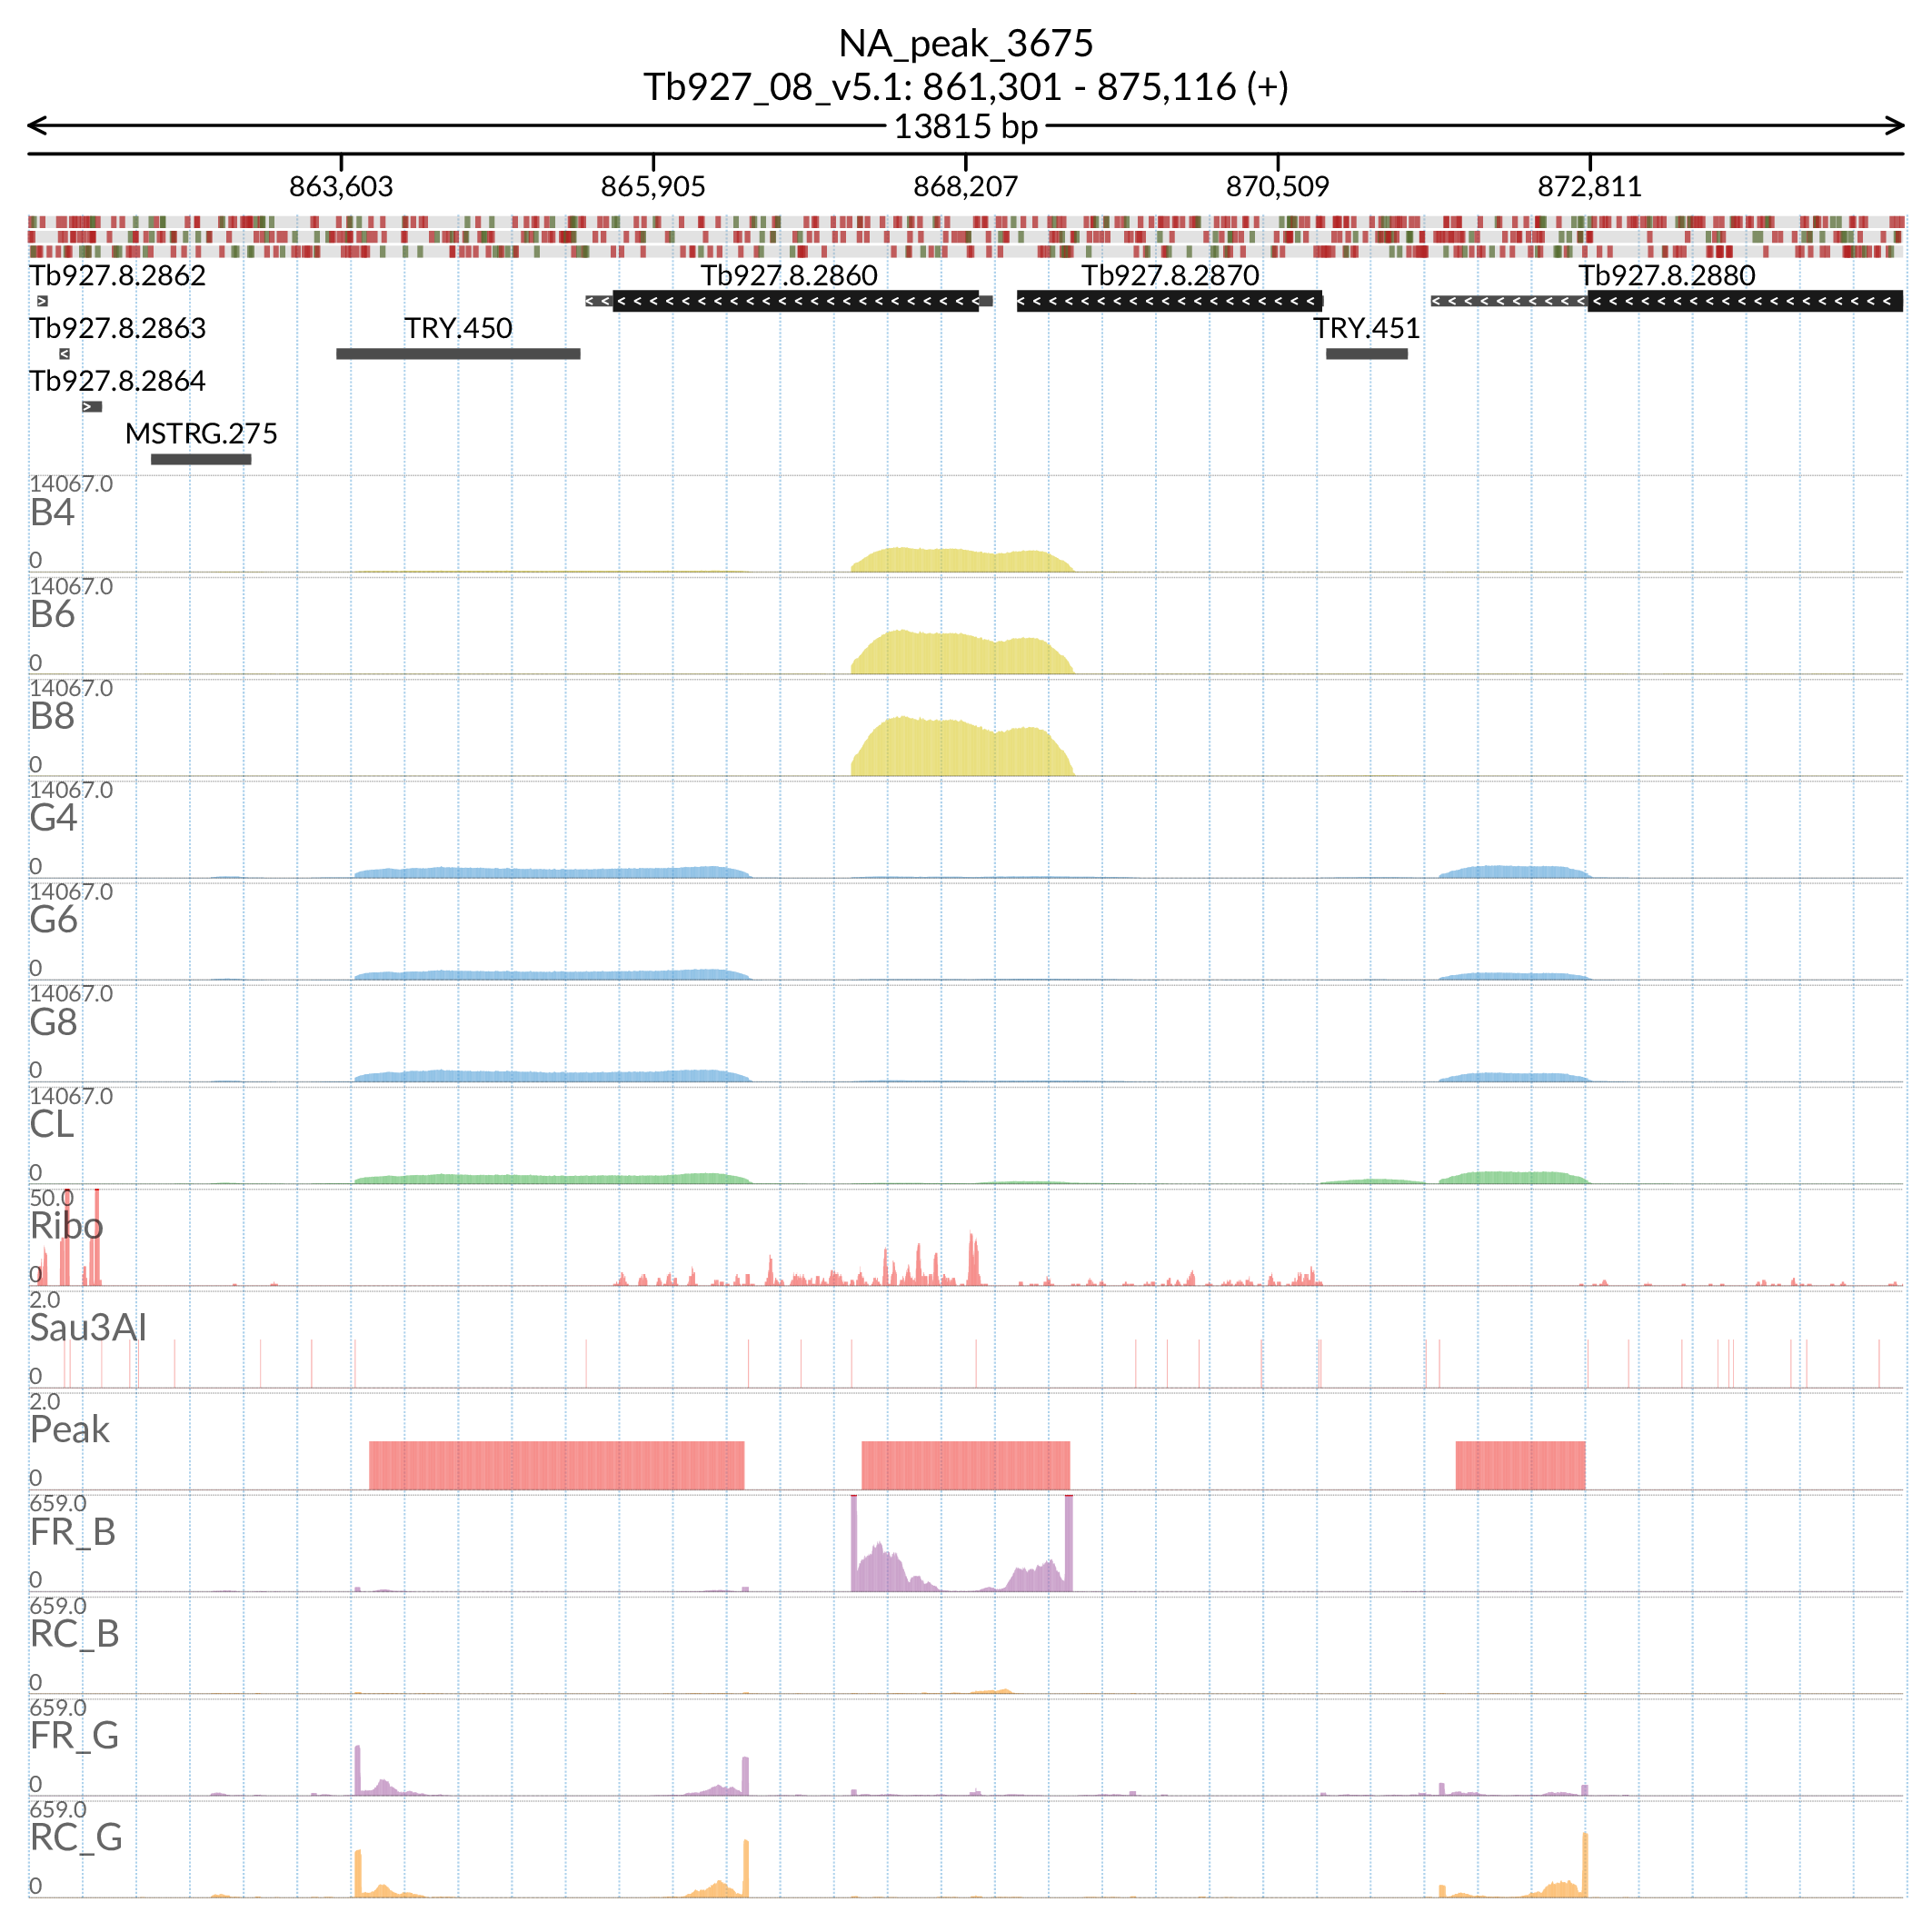 NA_peak_3675
Tb927_08_v5.1: 861,301 - 875,116 (+)
13815 bp
863,603 865,905 868,207 870,509 872,811
Tb927.8.2862 Tb927.8.2860 Tb927.8.2870 Tb927.8.2880
Tb927.8.2863 TRY.450 TRY.451
Tb927.8.2864
MSTRG.275
14067.0
B4
0
14067.0
B6
0
14067.0
B8
0
14067.0
G4
0
14067.0
G6
0
14067.0
G8
0
14067.0
CL
0
50.0
Ribo
0
2.0
Sau3AI
0
2.0
Peak
0
659.0
FR_B
0
659.0
RC_B
0
659.0
FR_G
0
659.0
RC_G
0